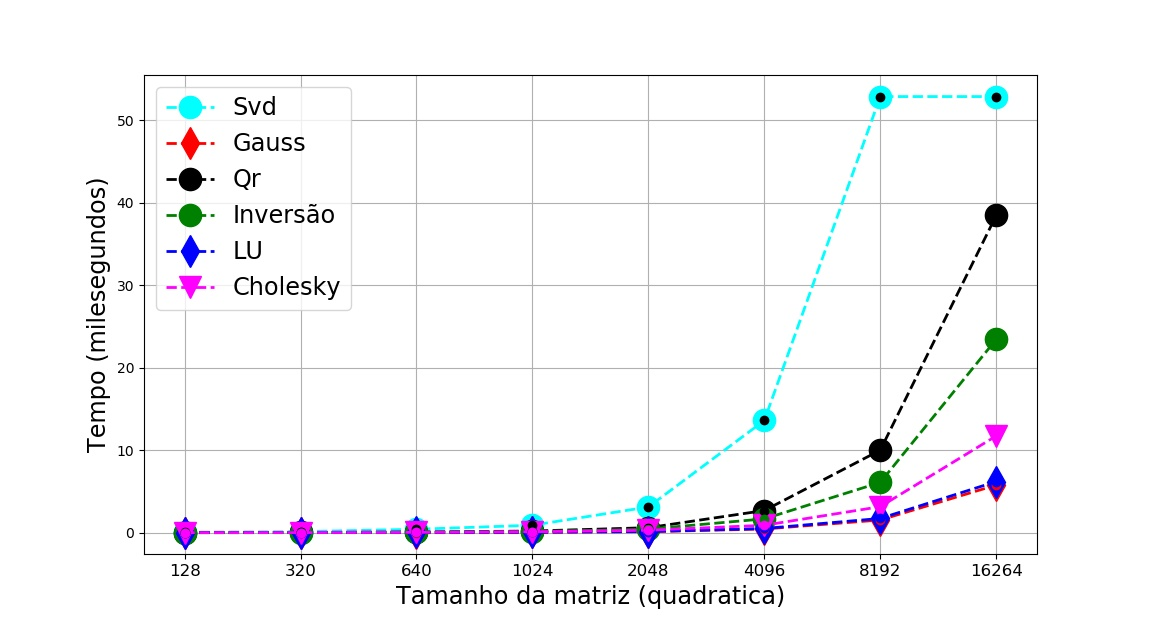 Svd
Gauss
Qr
Inversão
LU
Cholesky
Tempo (milesegundos)
50
40
30
20
10
0
128 320 640 1024 2048 4096 8192 16264
Tamanho da matriz (quadratica)